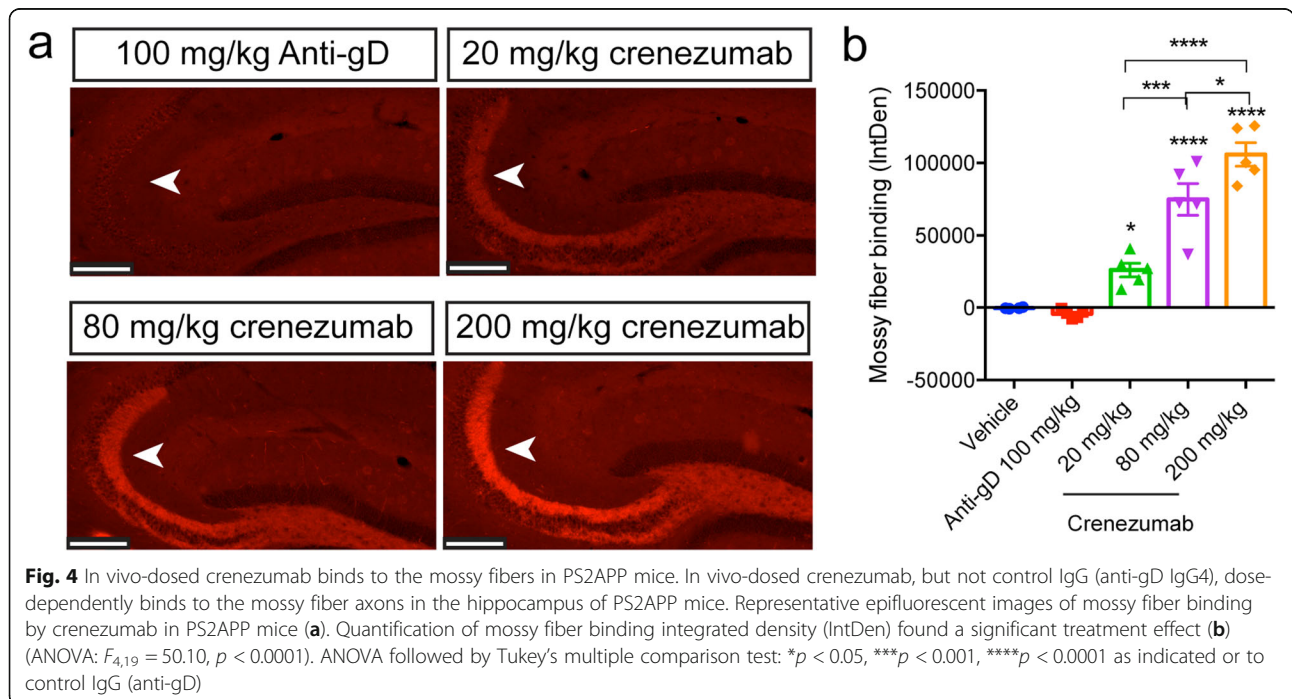 a
100 mg/kg Anti-gD
20 mg/kg crenezumab
80 mg/kg crenezumab
200 mg/kg crenezumab
b
****
*** *
****
****
*
150000
100000
50000
0
-50000
Mossy fiber binding (IntDen)
Vehicle
Anti-gD 100 mg/kg
20 mg/kg
80 mg/kg
200 mg/kg
Crenezumab
Fig. 4 In vivo-dosed crenezumab binds to the mossy fibers in PS2APP mice. In vivo-dosed crenezumab, but not control IgG (anti-gD IgG4), dose-
dependently binds to the mossy fiber axons in the hippocampus of PS2APP mice. Representative epifluorescent images of mossy fiber binding
by crenezumab in PS2APP mice (a). Quantification of mossy fiber binding integrated density (IntDen) found a significant treatment effect (b)
(ANOVA: F4,19 = 50.10, p < 0.0001). ANOVA followed by Tukey's multiple comparison test: *p < 0.05, ***p < 0.001, ****p < 0.0001 as indicated or to
control IgG (anti-gD)